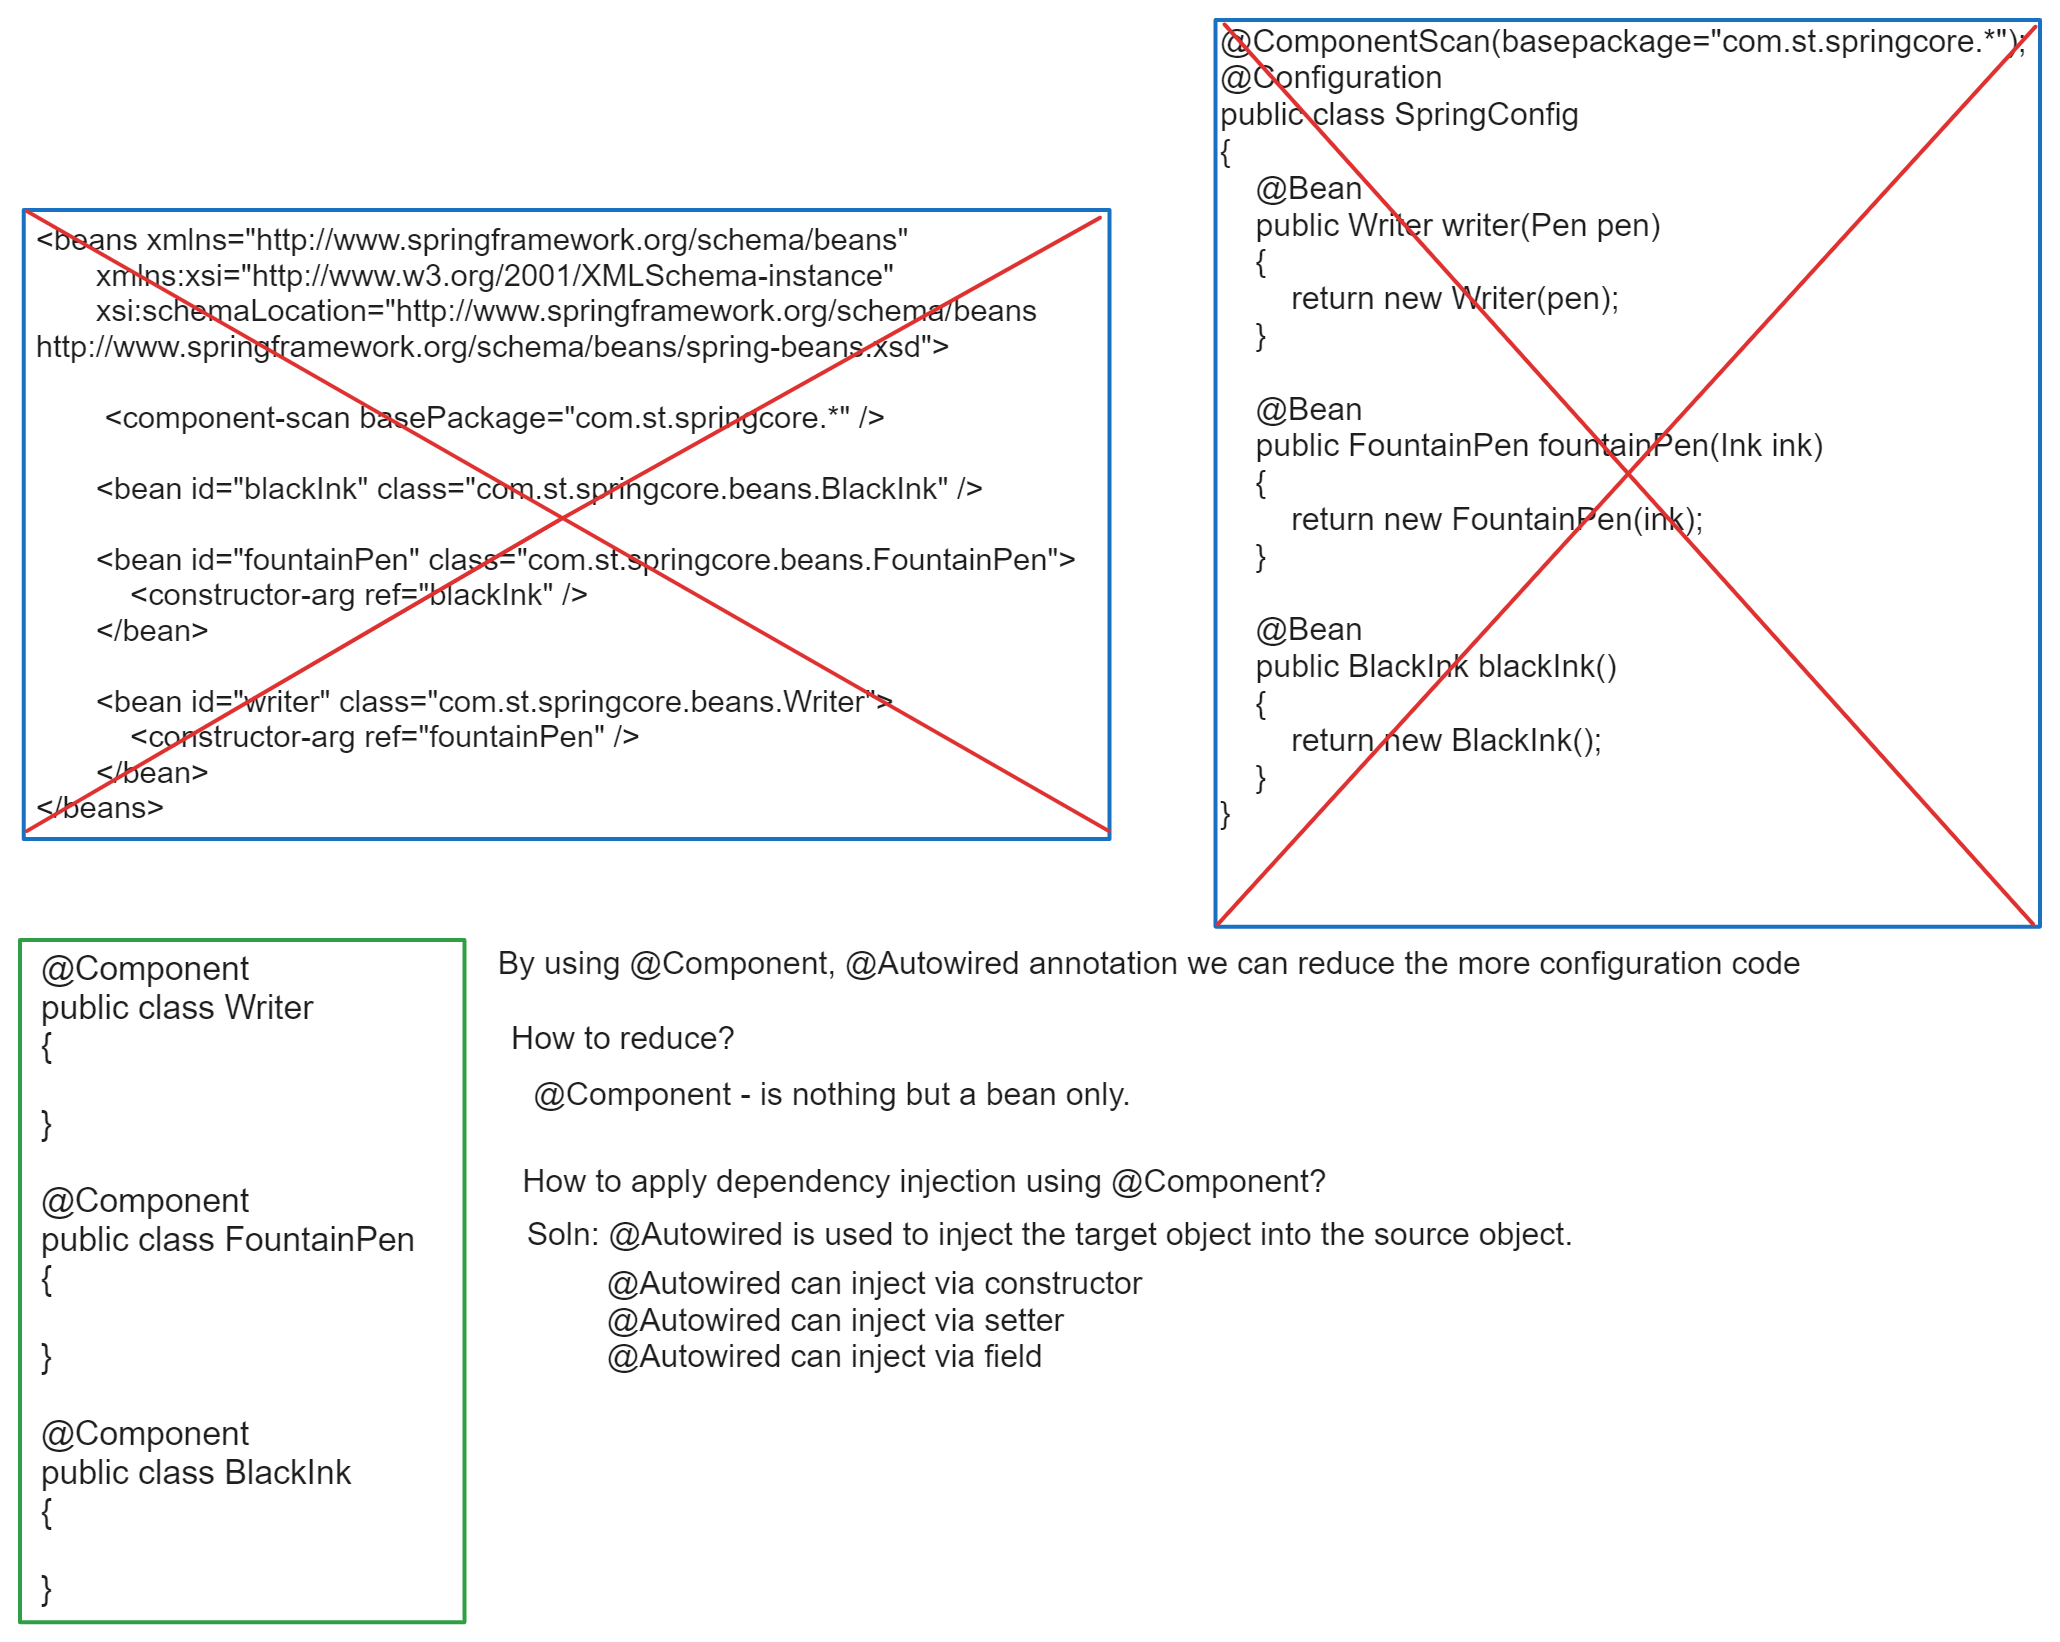 <beans xmlns="http://www.springframework.org/schema/beans"
xmlns:xsi="http://www.w3.org/2001/XMLSchema-instance"
xsi:schemaLocation="http://www.springframework.org/schema/beans
http://www.springframework.org/schema/beans/spring-beans.xsd">
<component-scan basePackage="com.st.springcore.*" />
<bean id="blackInk" class="com.st.springcore.beans.BlackInk" />
<bean id="fountainPen" class="com.st.springcore.beans.FountainPen">
<constructor-arg ref="blackInk" />
</bean>
<bean id="writer" class="com.st.springcore.beans.Writer">
<constructor-arg ref="fountainPen" />
</bean>
</beans>
@ComponentScan(basepackage="com.st.springcore.*");
@Configuration
public class SpringConfig
{
@Bean
public Writer writer(Pen pen)
{
return new Writer(pen);
}
@Bean
public FountainPen fountainPen(Ink ink)
{
return new FountainPen(ink);
}
@Bean
public BlackInk blackInk()
{
return new BlackInk();
}
}
@Component
public class Writer
{
}
@Component
public class FountainPen
{
}
@Component
public class BlackInk
{
}
By using @Component, @Autowired annotation we can reduce the more configuration code
How to reduce?
@Component - is nothing but a bean only.
How to apply dependency injection using @Component?
Soln: @Autowired is used to inject the target object into the source object.
@Autowired can inject via constructor
@Autowired can inject via setter
@Autowired can inject via field